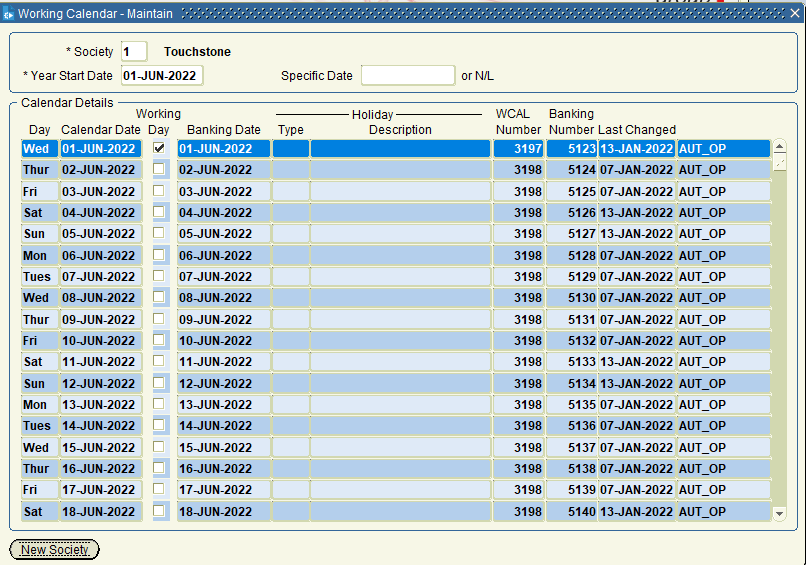 Working Calendar - Maintain
* Society 1 Touchstone
* Year Start Date 01-JUN-2022 Specific Date or N/L
Calendar Details
Working Holiday WCAL Banking
Day Calendar Date Day Banking Date Type Description Number Number Last Changed
Wed 01-JUN-2022 01-JUN-2022 3197 5123 13-JAN-2022 AUT_OP
Thur 02-JUN-2022 02-JUN-2022 3198 5124 07-JAN-2022 AUT_OP
Fri 03-JUN-2022 03-JUN-2022 3198 5125 07-JAN-2022 AUT_OP
Sat 04-JUN-2022 04-JUN-2022 3198 5126 13-JAN-2022 AUT_OP
Sun 05-JUN-2022 05-JUN-2022 3198 5127 13-JAN-2022 AUT_OP
Mon 06-JUN-2022 06-JUN-2022 3198 5128 07-JAN-2022 AUT_OP
Tues 07-JUN-2022 07-JUN-2022 3198 5129 07-JAN-2022 AUT_OP
Wed 08-JUN-2022 08-JUN-2022 3198 5130 07-JAN-2022 AUT_OP
Thur 09-JUN-2022 09-JUN-2022 3198 5131 07-JAN-2022 AUT_OP
Fri 10-JUN-2022 10-JUN-2022 3198 5132 07-JAN-2022 AUT_OP
Sat 11-JUN-2022 11-JUN-2022 3198 5133 13-JAN-2022 AUT_OP
Sun 12-JUN-2022 12-JUN-2022 3198 5134 13-JAN-2022 AUT_OP
Mon 13-JUN-2022 13-JUN-2022 3198 5135 07-JAN-2022 AUT_OP
Tues 14-JUN-2022 14-JUN-2022 3198 5136 07-JAN-2022 AUT_OP
Wed 15-JUN-2022 15-JUN-2022 3198 5137 07-JAN-2022 AUT_OP
Thur 16-JUN-2022 16-JUN-2022 3198 5138 07-JAN-2022 AUT_OP
Fri 17-JUN-2022 17-JUN-2022 3198 5139 07-JAN-2022 AUT_OP
Sat 18-JUN-2022 18-JUN-2022 3198 5140 13-JAN-2022 AUT_OP
New Society